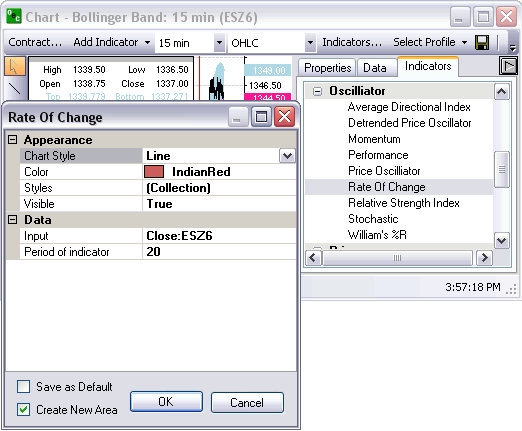 Chart - Bollinger Band: 15 min (ESZ6)
Contract... Add Indicator 15 min OHLC Indicators... Select Profile
High 1339.50 Low 1336.50
Open 1338.75 Close 1337.00
Top 1339.779 Bottom 1337.271
1349.00
1346.50
1344.50
Properties Data Indicators
Oscilliator
Average Directional Index
Detrended Price Oscillator
Momentum
Performance
Price Oscilliator
Rate Of Change
Relative Strength Index
Stochastic
William's %R
3:57:18 PM
Rate Of Change
Appearance
Chart Style Line
Color IndianRed
Styles (Collection)
Visible True
Data
Input Close:ESZ6
Period of indicator 20
Save as Default
Create New Area
OK
Cancel